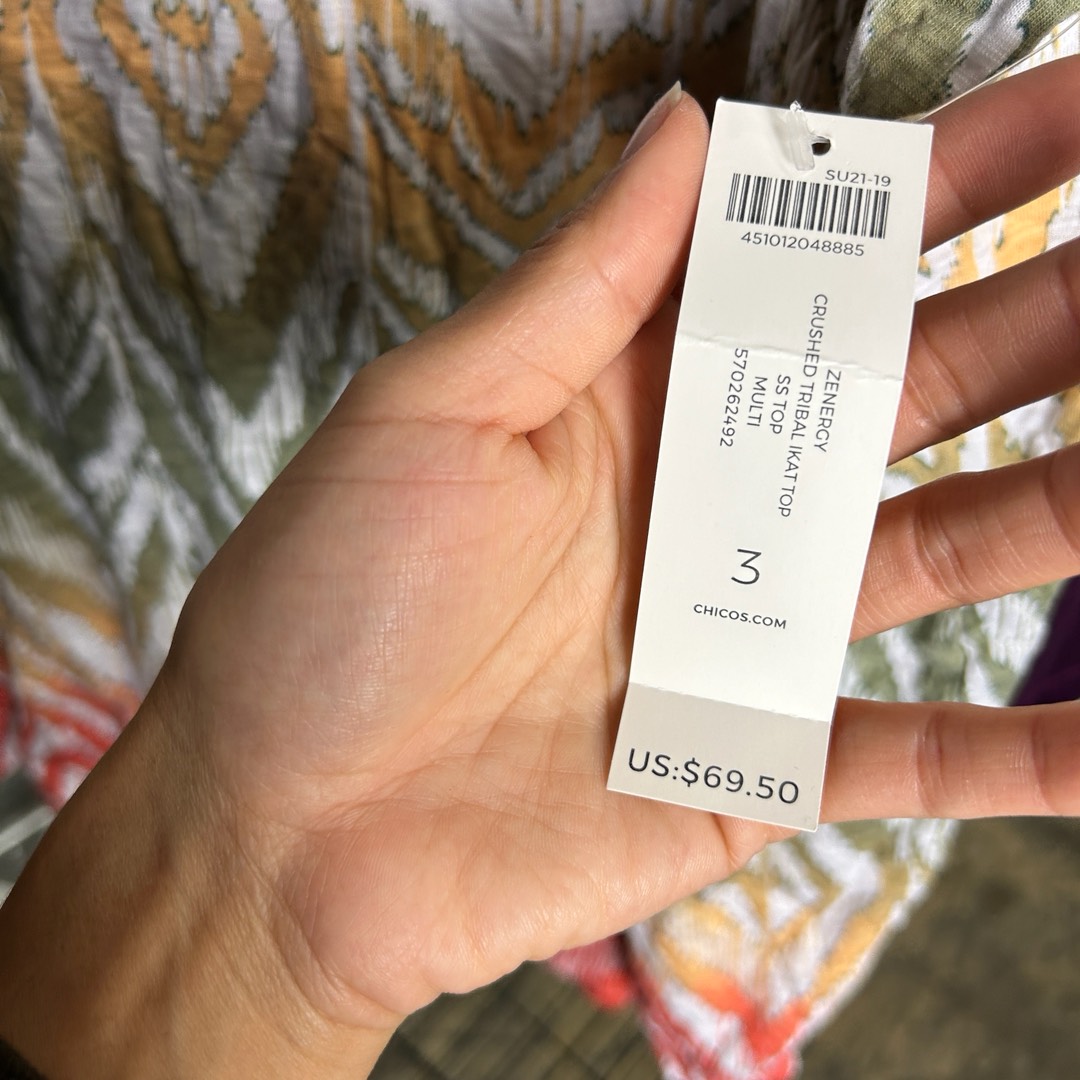 SU21-19
451012048885
ZENERGY
CRUSHED TRIBAL IKAT TOP
SS TOP
MULTI
570262492
3
CHICOS.COM
US:$69.50